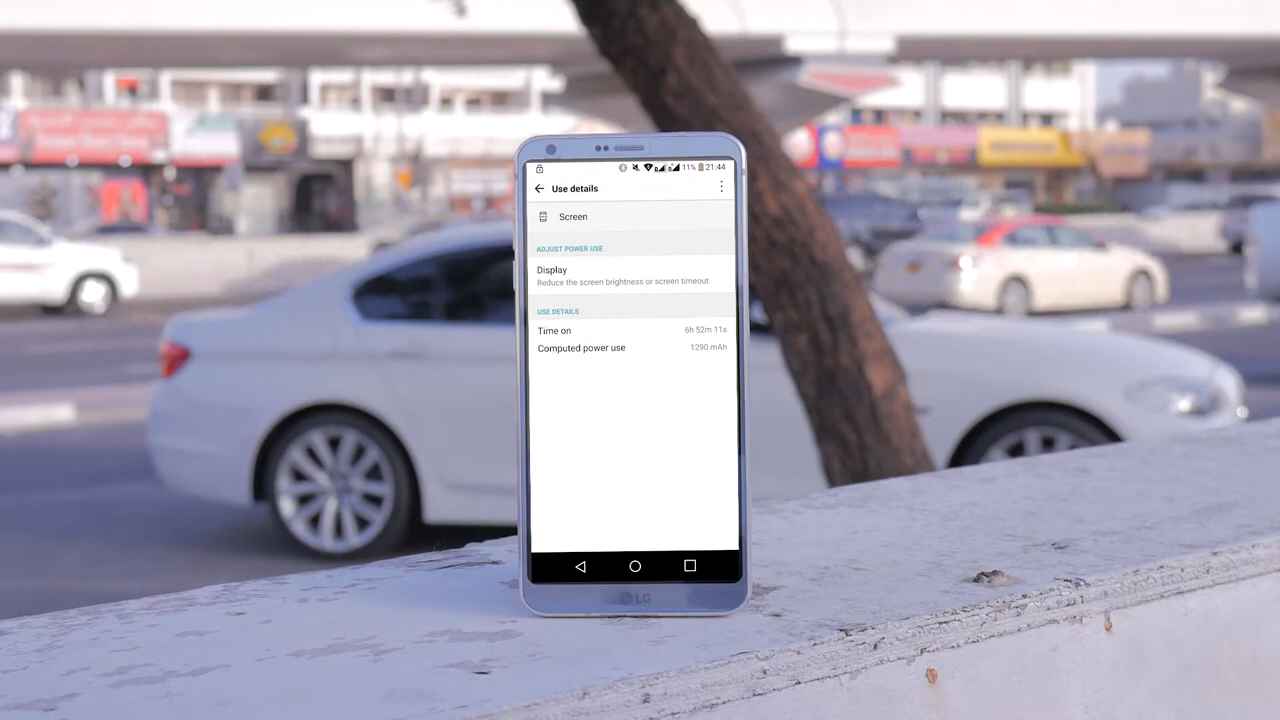 11% 21:44
Use details
Screen
ADJUST POWER USE
Display
Reduce the screen brightness or screen timeout
USE DETAILS
Time on 6h 52m 11s
Computed power use 1290 mAh
LG